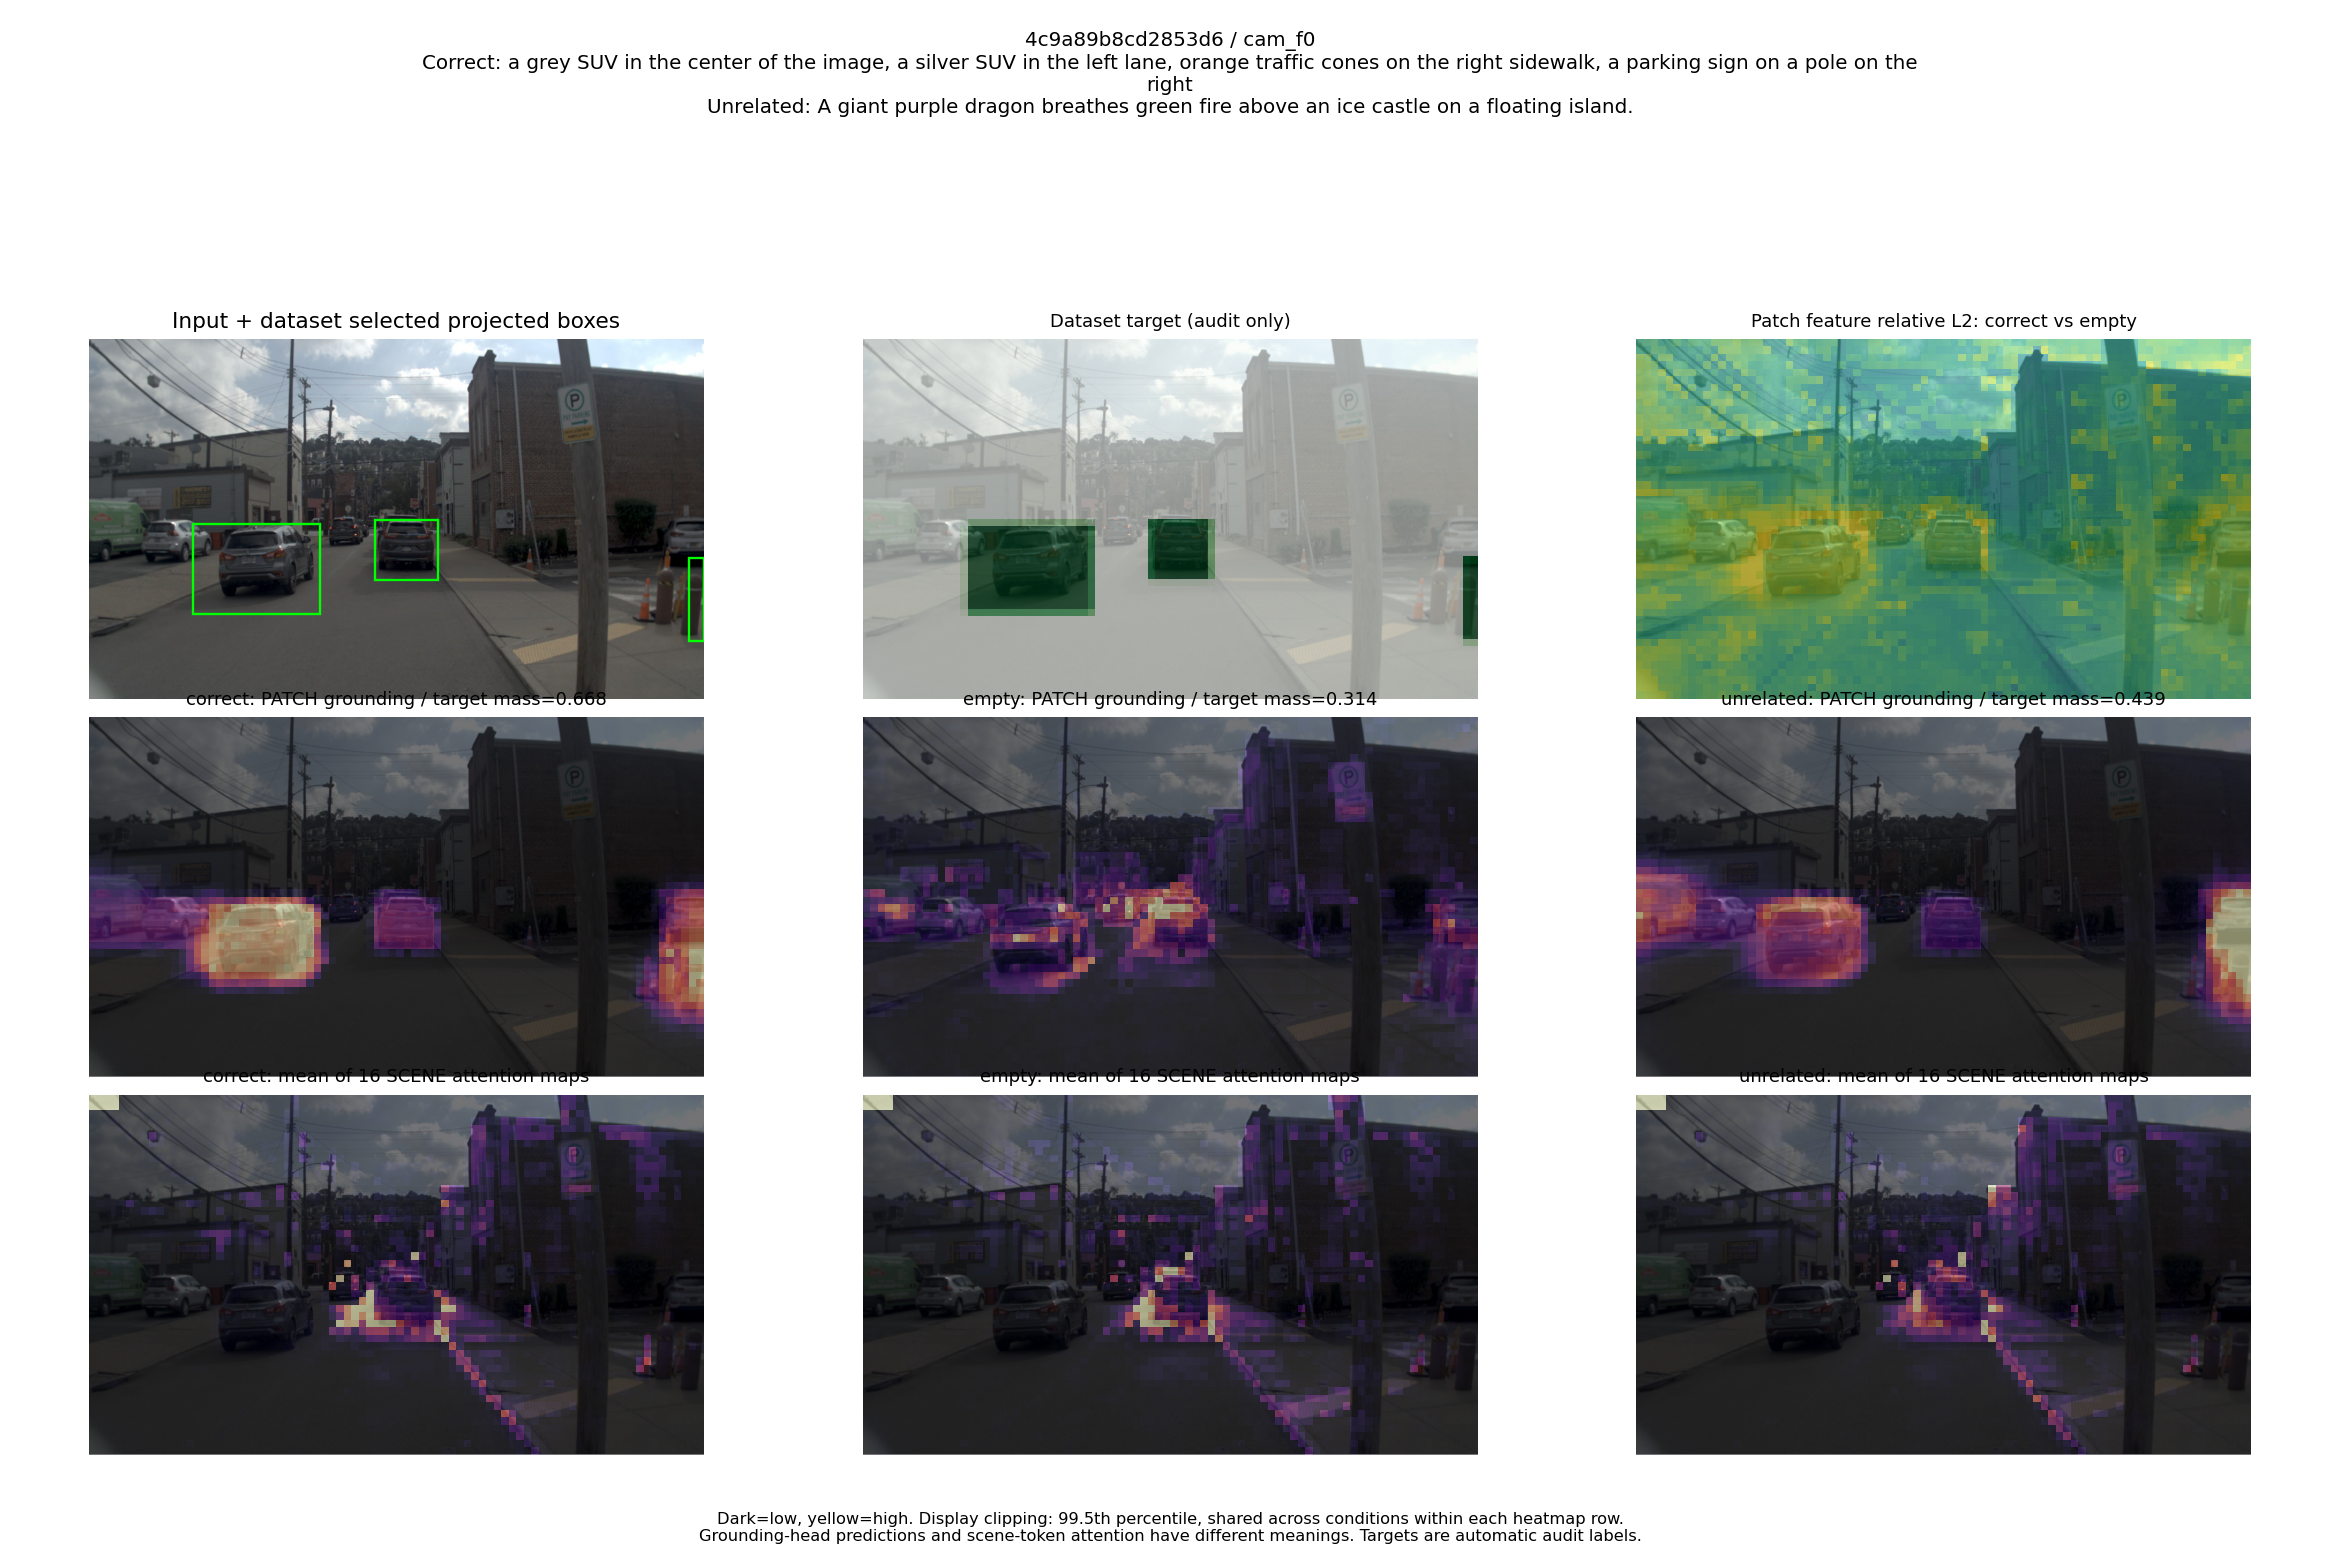 4c9a89b8cd2853d6 / cam_f0
Correct: a grey SUV in the center of the image, a silver SUV in the left lane, orange traffic cones on the right sidewalk, a parking sign on a pole on the
right
Unrelated: A giant purple dragon breathes green fire above an ice castle on a floating island.
Input + dataset selected projected boxes
Dataset target (audit only)
Patch feature relative L2: correct vs empty
P
P
P
correct: PATCH grounding / target mass=0.668
empty: PATCH grounding / target mass=0.314
unrelated: PATCH grounding / target mass=0.439
P
P
P
correct: mean of 16 SCENE attention maps
empty: mean of 16 SCENE attention maps
unrelated: mean of 16 SCENE attention maps
P
P
P
Dark=low, yellow=high. Display clipping: 99.5th percentile, shared across conditions within each heatmap row.
Grounding-head predictions and scene-token attention have different meanings. Targets are automatic audit labels.